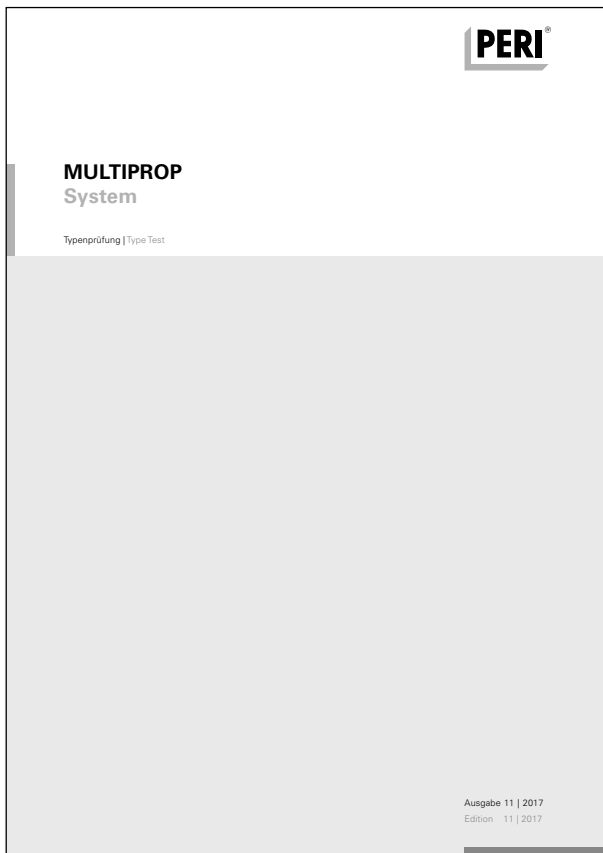 PERI®
MULTIPROP
System
Typenprüfung | Type Test
Ausgabe 11 | 2017
Edition 11 | 2017